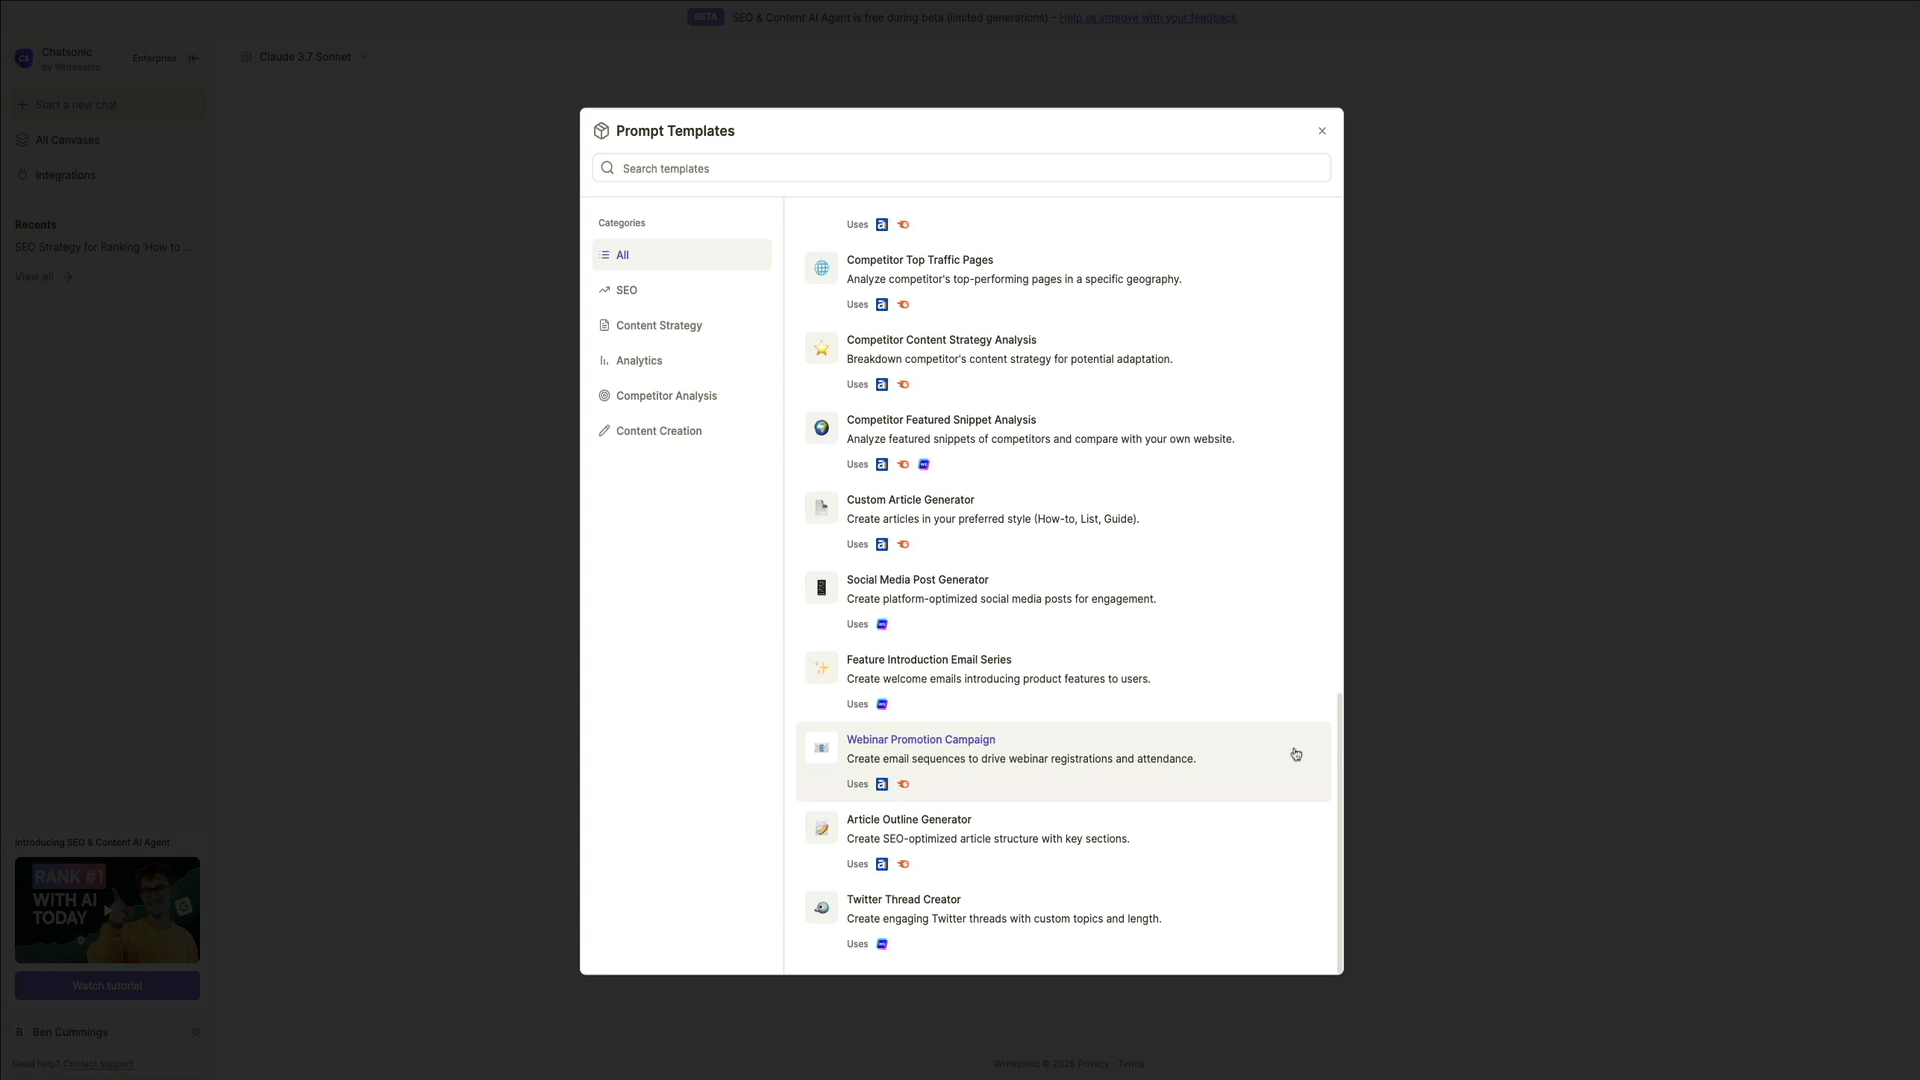 BETA SEO & Content AI Agent is free during beta (limited generations) – Help us improve with your feedback
CS Chatsonic
by Writesonic
Enterprise
Claude 3.7 Sonnet
Start a new chat
All Canvases
Integrations
Recents
SEO Strategy for Ranking 'How to ...
View all
Introducing SEO & Content AI Agent
RANK #1
WITH AI
TODAY
Watch tutorial
B Ben Cummings
Need help? Contact support
Prompt Templates
Search templates
Categories
All
SEO
Content Strategy
Analytics
Competitor Analysis
Content Creation
Uses
Competitor Top Traffic Pages
Analyze competitor's top-performing pages in a specific geography.
Uses
Competitor Content Strategy Analysis
Breakdown competitor's content strategy for potential adaptation.
Uses
Competitor Featured Snippet Analysis
Analyze featured snippets of competitors and compare with your own website.
Uses
Custom Article Generator
Create articles in your preferred style (How-to, List, Guide).
Uses
Social Media Post Generator
Create platform-optimized social media posts for engagement.
Uses
Feature Introduction Email Series
Create welcome emails introducing product features to users.
Uses
Webinar Promotion Campaign
Create email sequences to drive webinar registrations and attendance.
Uses
Article Outline Generator
Create SEO-optimized article structure with key sections.
Uses
Twitter Thread Creator
Create engaging Twitter threads with custom topics and length.
Uses
Writesonic © 2025 Privacy · Terms